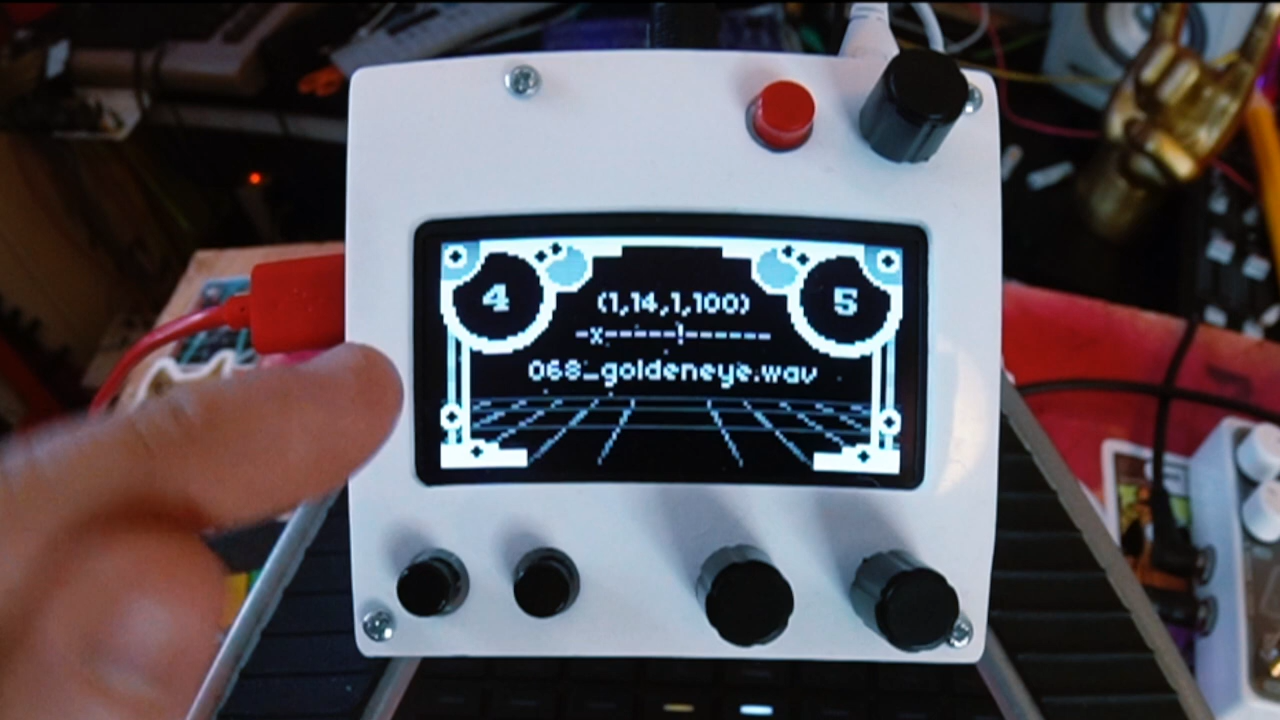 4
5
(1,14,1,100)
-x-----!------
068_goldeneye.wav